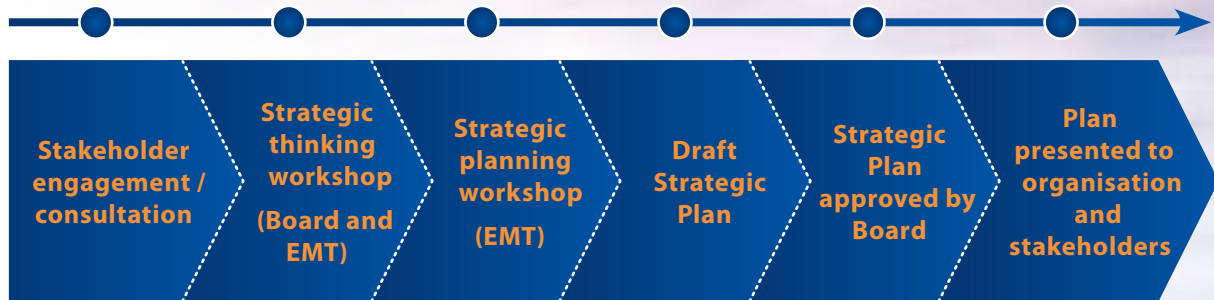 Stakeholder
engagement /
consultation
Strategic
thinking
workshop
(Board and
EMT)
Strategic
planning
workshop
(EMT)
Draft
Strategic
Plan
Strategic
Plan
approved by
Board
Plan
presented to
organisation
and
stakeholders